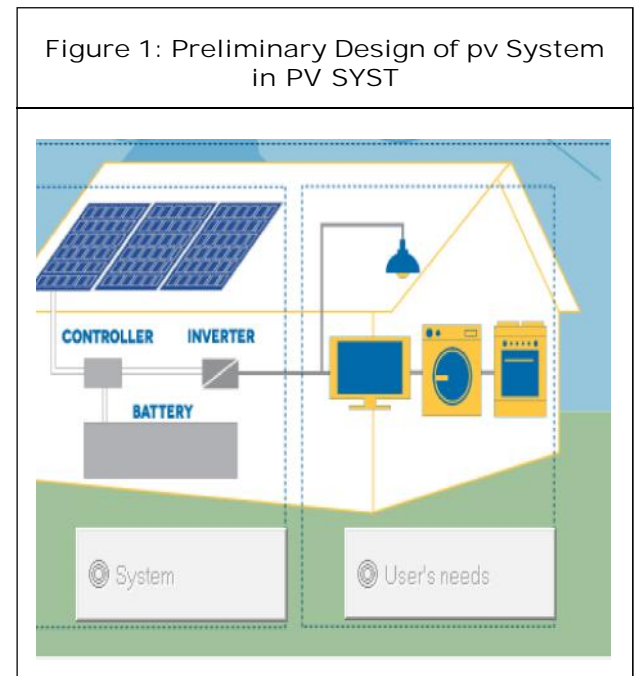 Figure 1: Preliminary Design of pv System
in PV SYST
CONTROLLER INVERTER
BATTERY
System
User's needs